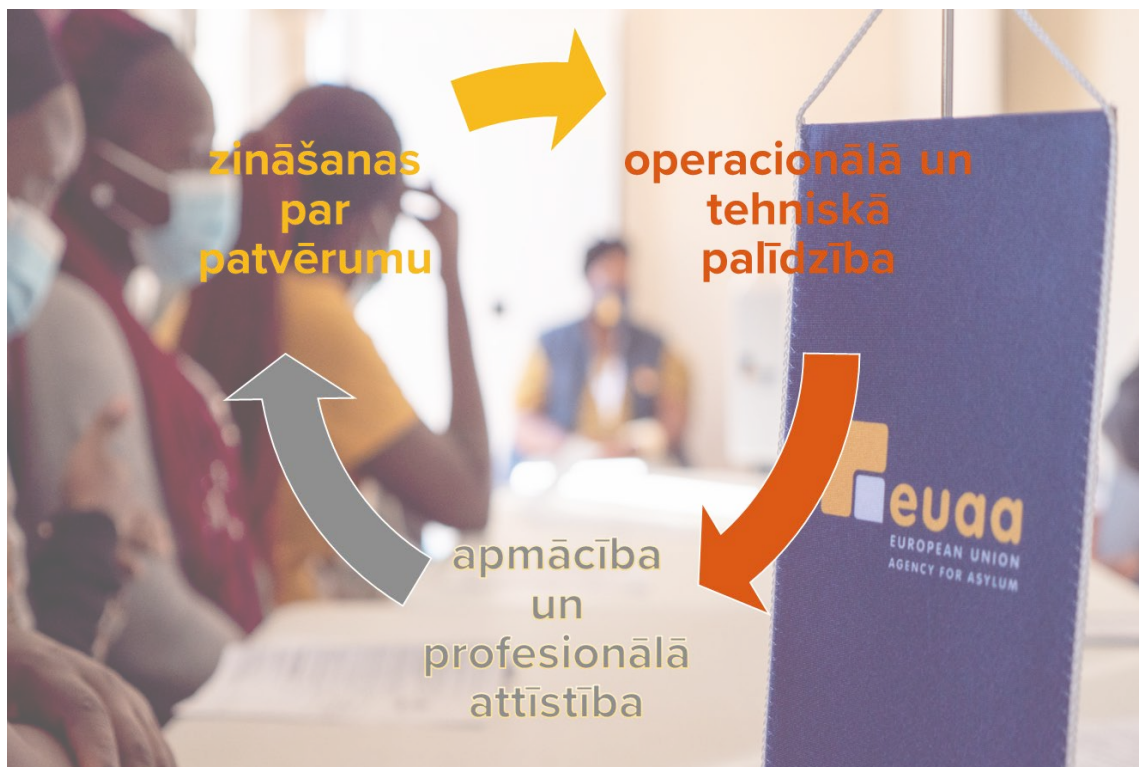 zināšanas
par
patvērumu
operacionālā un
tehniskā
palīdzība
apmācība
un
profesionālā
attīstība
euaa
EUROPEAN UNION
AGENCY FOR ASYLUM